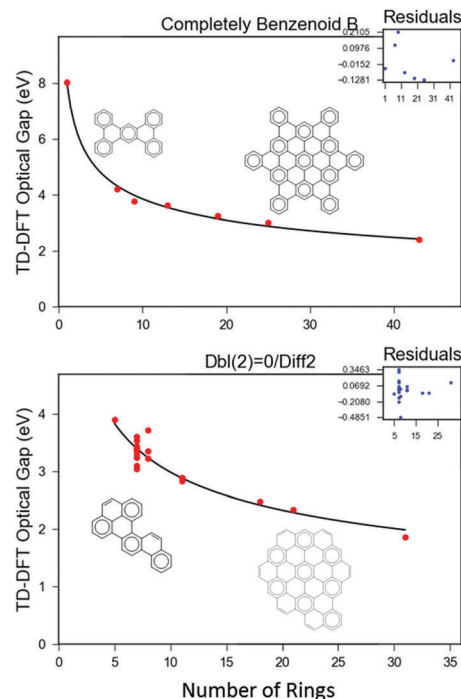 Completely Benzenoid B
Residuals
0.2105
0.0976
−0.0152
−0.1281
1 11 21 31 41
TD-DFT Optical Gap (eV)
8
6
4
2
0
0 10 20 30 40
Dbl(2)=0/Diff2
Residuals
0.3463
0.0692
−0.2080
−0.4851
5 15 25
TD-DFT Optical Gap (eV)
4
3
2
1
0
0 5 10 15 20 25 30 35
Number of Rings